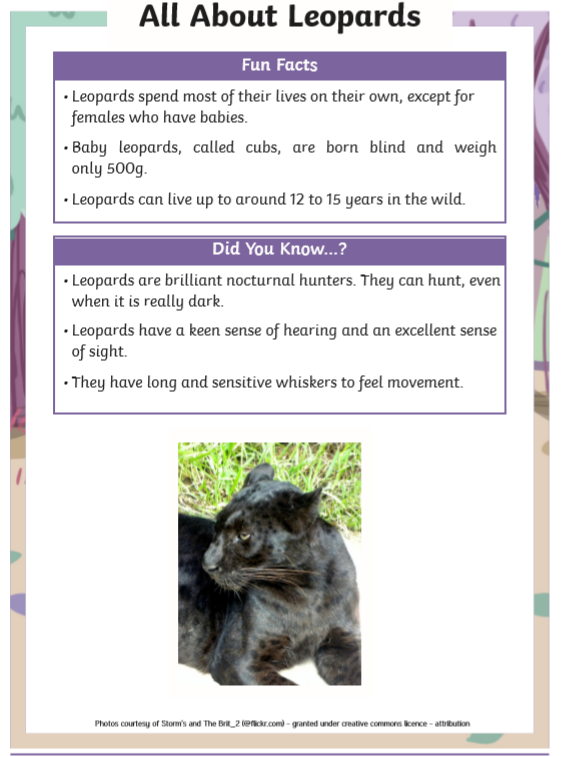 All About Leopards
Fun Facts
• Leopards spend most of their lives on their own, except for
females who have babies.
• Baby leopards, called cubs, are born blind and weigh
only 500g.
• Leopards can live up to around 12 to 15 years in the wild.
Did You Know...?
• Leopards are brilliant nocturnal hunters. They can hunt, even
when it is really dark.
• Leopards have a keen sense of hearing and an excellent sense
of sight.
• They have long and sensitive whiskers to feel movement.
Photos courtesy of Storm's and The Brit_2 (@flickr.com) – granted under creative commons licence – attribution